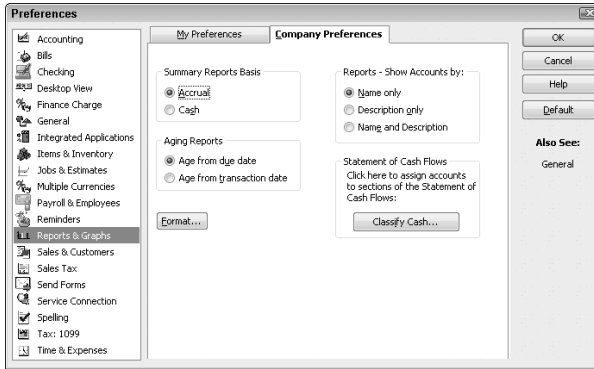 Preferences
Accounting
Bills
Checking
Desktop View
Finance Charge
General
Integrated Applications
Items & Inventory
Jobs & Estimates
Multiple Currencies
Payroll & Employees
Reminders
Reports & Graphs
Sales & Customers
Sales Tax
Send Forms
Service Connection
Spelling
Tax: 1099
Time & Expenses
My Preferences
Company Preferences
Summary Reports Basis
Accrual
Cash
Aging Reports
Age from due date
Age from transaction date
Format...
Reports - Show Accounts by:
Name only
Description only
Name and Description
Statement of Cash Flows
Click here to assign accounts
to sections of the Statement of
Cash Flows:
Classify Cash...
OK
Cancel
Help
Default
Also See:
General